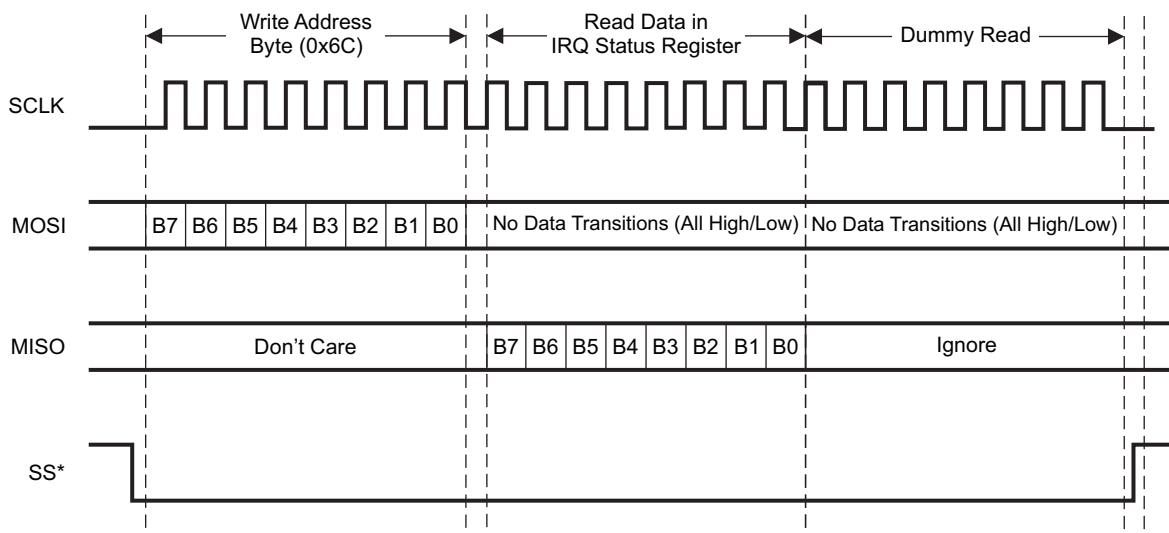 Write Address
Byte (0x6C)
Read Data in
IRQ Status Register
Dummy Read
SCLK
MOSI
B7 B6 B5 B4 B3 B2 B1 B0
No Data Transitions (All High/Low)
No Data Transitions (All High/Low)
MISO
Don't Care
B7 B6 B5 B4 B3 B2 B1 B0
Ignore
SS*